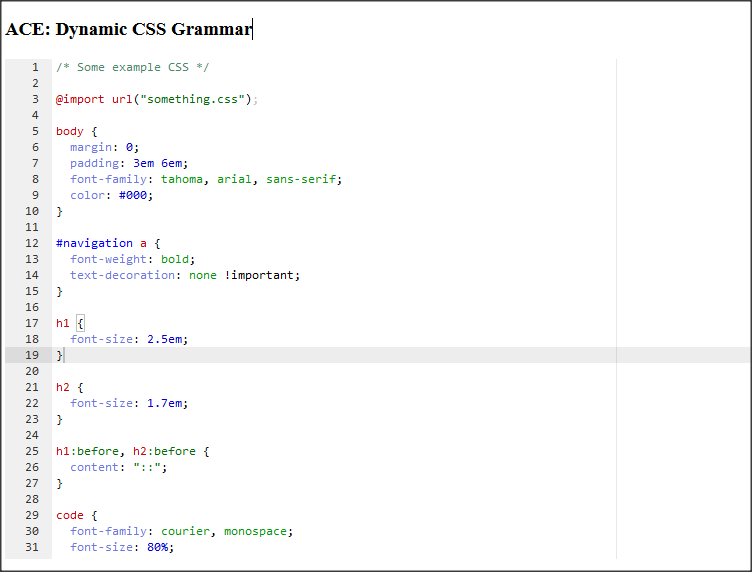 ACE: Dynamic CSS Grammar
1 /* Some example CSS */
2
3 @import url("something.css");
4
5 body {
6   margin: 0;
7   padding: 3em 6em;
8   font-family: tahoma, arial, sans-serif;
9   color: #000;
10 }
11
12 #navigation a {
13   font-weight: bold;
14   text-decoration: none !important;
15 }
16
17 h1 {
18   font-size: 2.5em;
19 }
20
21 h2 {
22   font-size: 1.7em;
23 }
24
25 h1:before, h2:before {
26   content: "::";
27 }
28
29 code {
30   font-family: courier, monospace;
31   font-size: 80%;